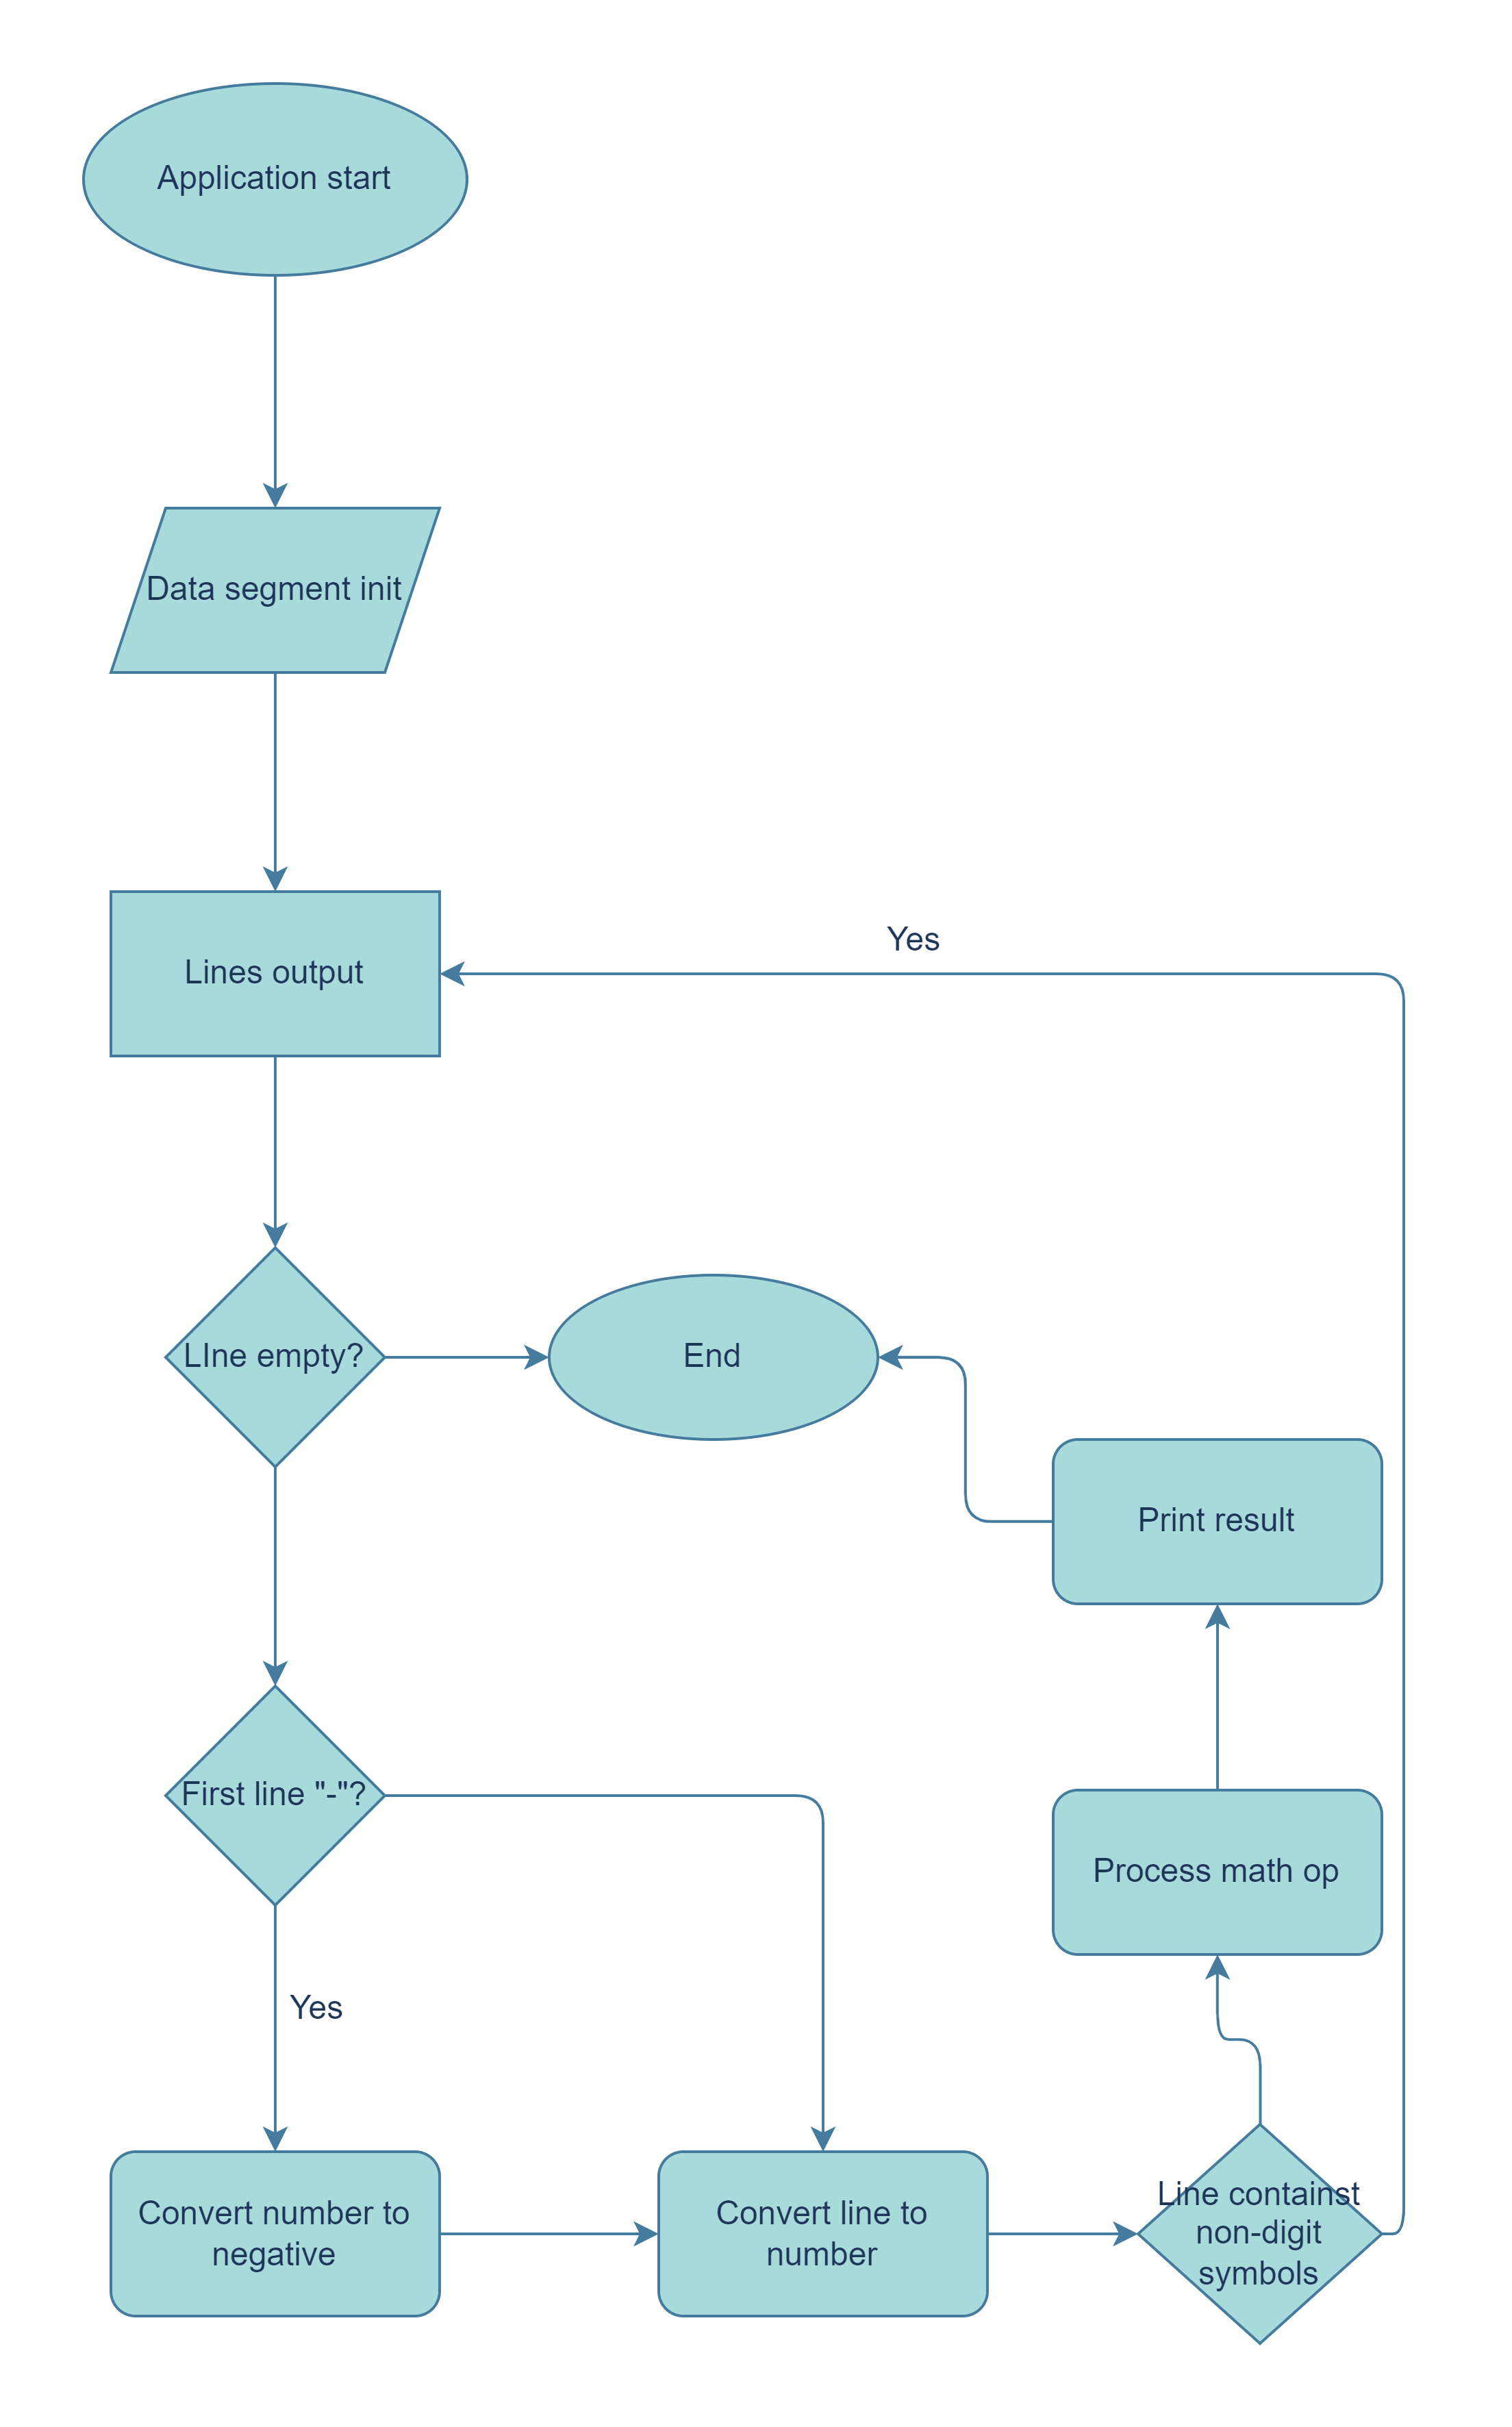 Application start
Data segment init
Lines output
Yes
LIne empty?
End
Print result
First line "-"?
Process math op
Yes
Convert number to
negative
Convert line to
number
Line containst
non-digit
symbols